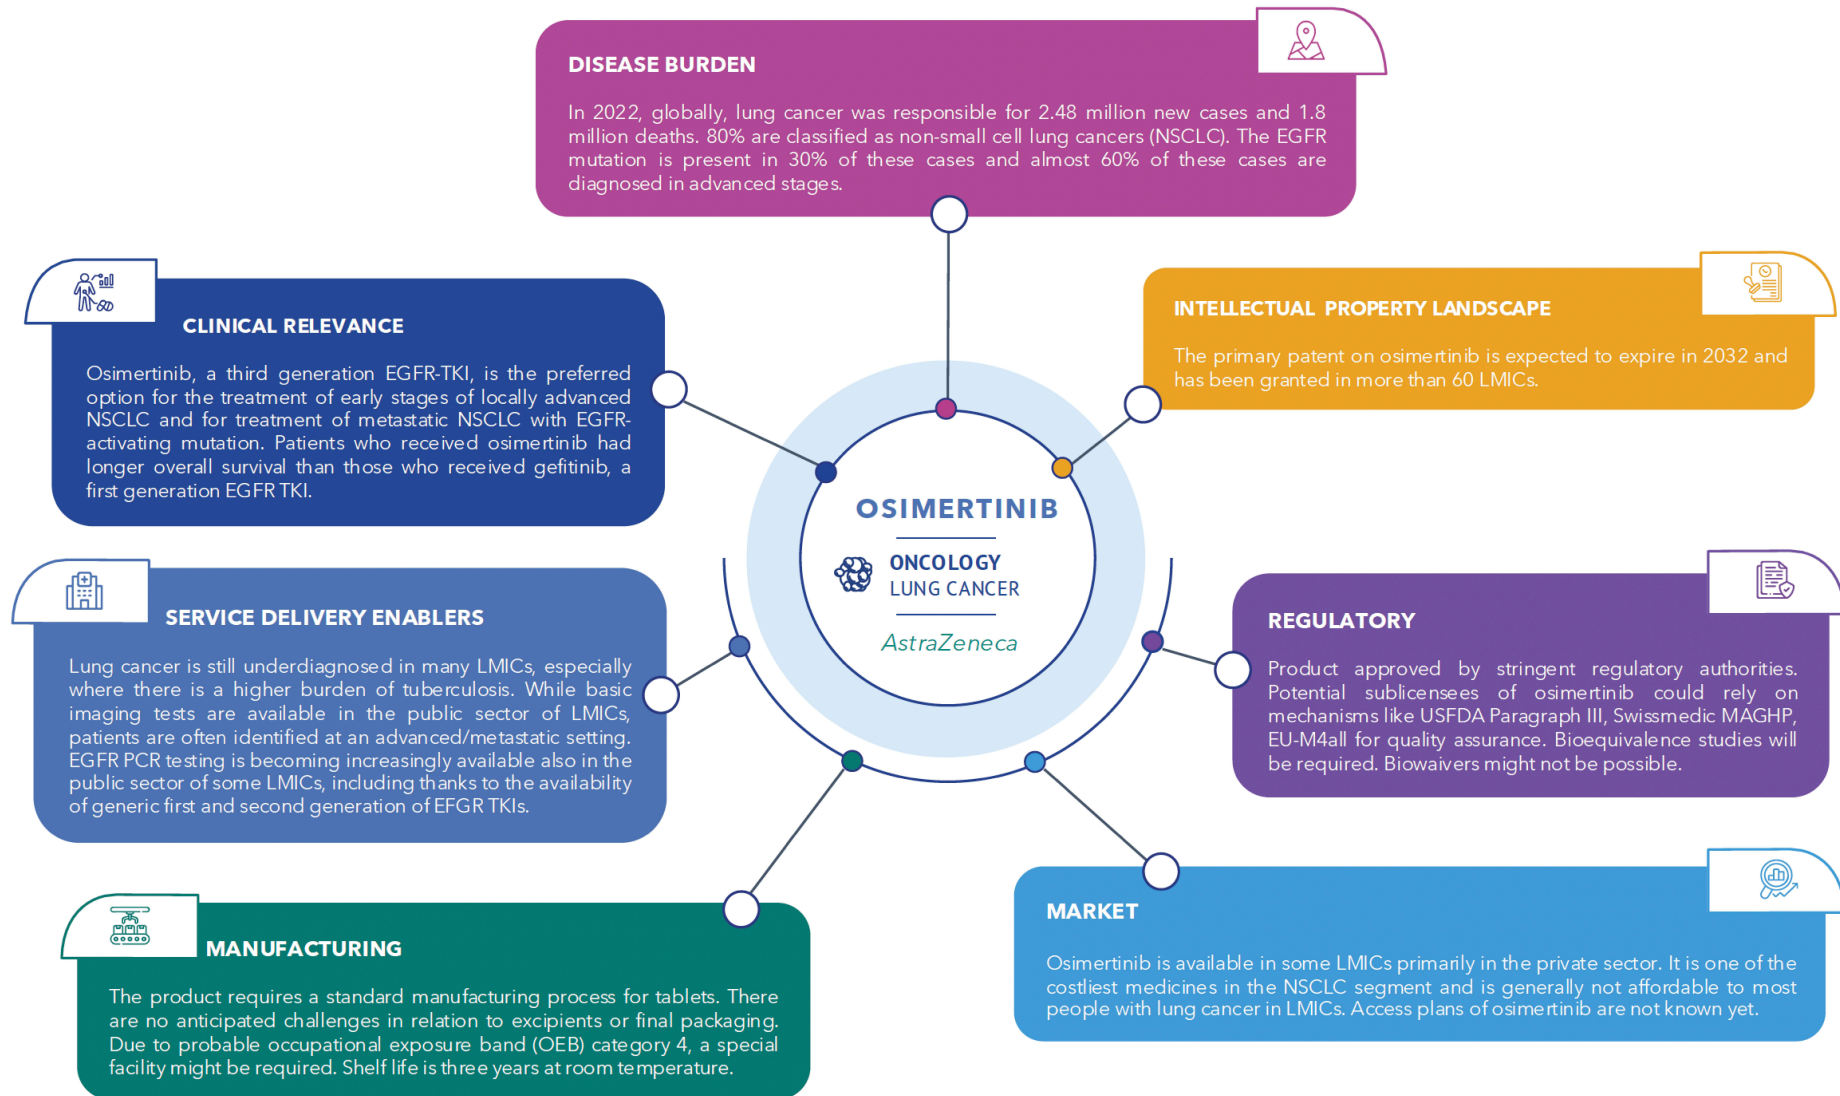 DISEASE BURDEN
In 2022, globally, lung cancer was responsible for 2.48 million new cases and 1.8
million deaths. 80% are classified as non-small cell lung cancers (NSCLC). The EGFR
mutation is present in 30% of these cases and almost 60% of these cases are
diagnosed in advanced stages.
CLINICAL RELEVANCE
Osimertinib, a third generation EGFR-TKI, is the preferred
option for the treatment of early stages of locally advanced
NSCLC and for treatment of metastatic NSCLC with EGFR-
activating mutation. Patients who received osimertinib had
longer overall survival than those who received gefitinib, a
first generation EGFR TKI.
INTELLECTUAL PROPERTY LANDSCAPE
The primary patent on osimertinib is expected to expire in 2032 and
has been granted in more than 60 LMICs.
OSIMERTINIB
ONCOLOGY
LUNG CANCER
AstraZeneca
SERVICE DELIVERY ENABLERS
Lung cancer is still underdiagnosed in many LMICs, especially
where there is a higher burden of tuberculosis. While basic
imaging tests are available in the public sector of LMICs,
patients are often identified at an advanced/metastatic setting.
EGFR PCR testing is becoming increasingly available also in the
public sector of some LMICs, including thanks to the availability
of generic first and second generation of EFGR TKIs.
REGULATORY
Product approved by stringent regulatory authorities.
Potential sublicensees of osimertinib could rely on
mechanisms like USFDA Paragraph III, Swissmedic MAGHP,
EU-M4all for quality assurance. Bioequivalence studies will
be required. Biowaivers might not be possible.
MANUFACTURING
The product requires a standard manufacturing process for tablets. There
are no anticipated challenges in relation to excipients or final packaging.
Due to probable occupational exposure band (OEB) category 4, a special
facility might be required. Shelf life is three years at room temperature.
MARKET
Osimertinib is available in some LMICs primarily in the private sector. It is one of the
costliest medicines in the NSCLC segment and is generally not affordable to most
people with lung cancer in LMICs. Access plans of osimertinib are not known yet.